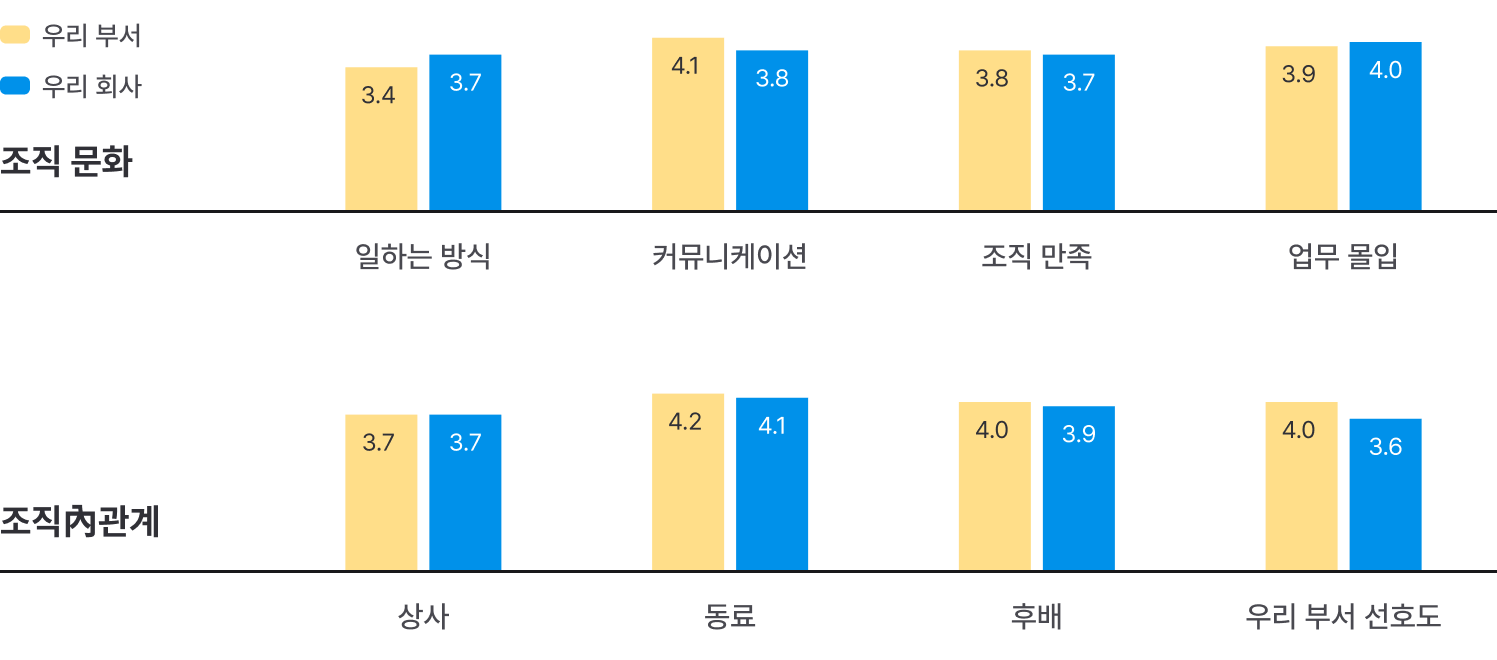 우리 부서
우리 회사
조직 문화
3.4 3.7 4.1 3.8 3.8 3.7 3.9 4.0
일하는 방식 커뮤니케이션 조직 만족 업무 몰입
조직內관계
3.7 3.7 4.2 4.1 4.0 3.9 4.0 3.6
상사 동료 후배 우리 부서 선호도